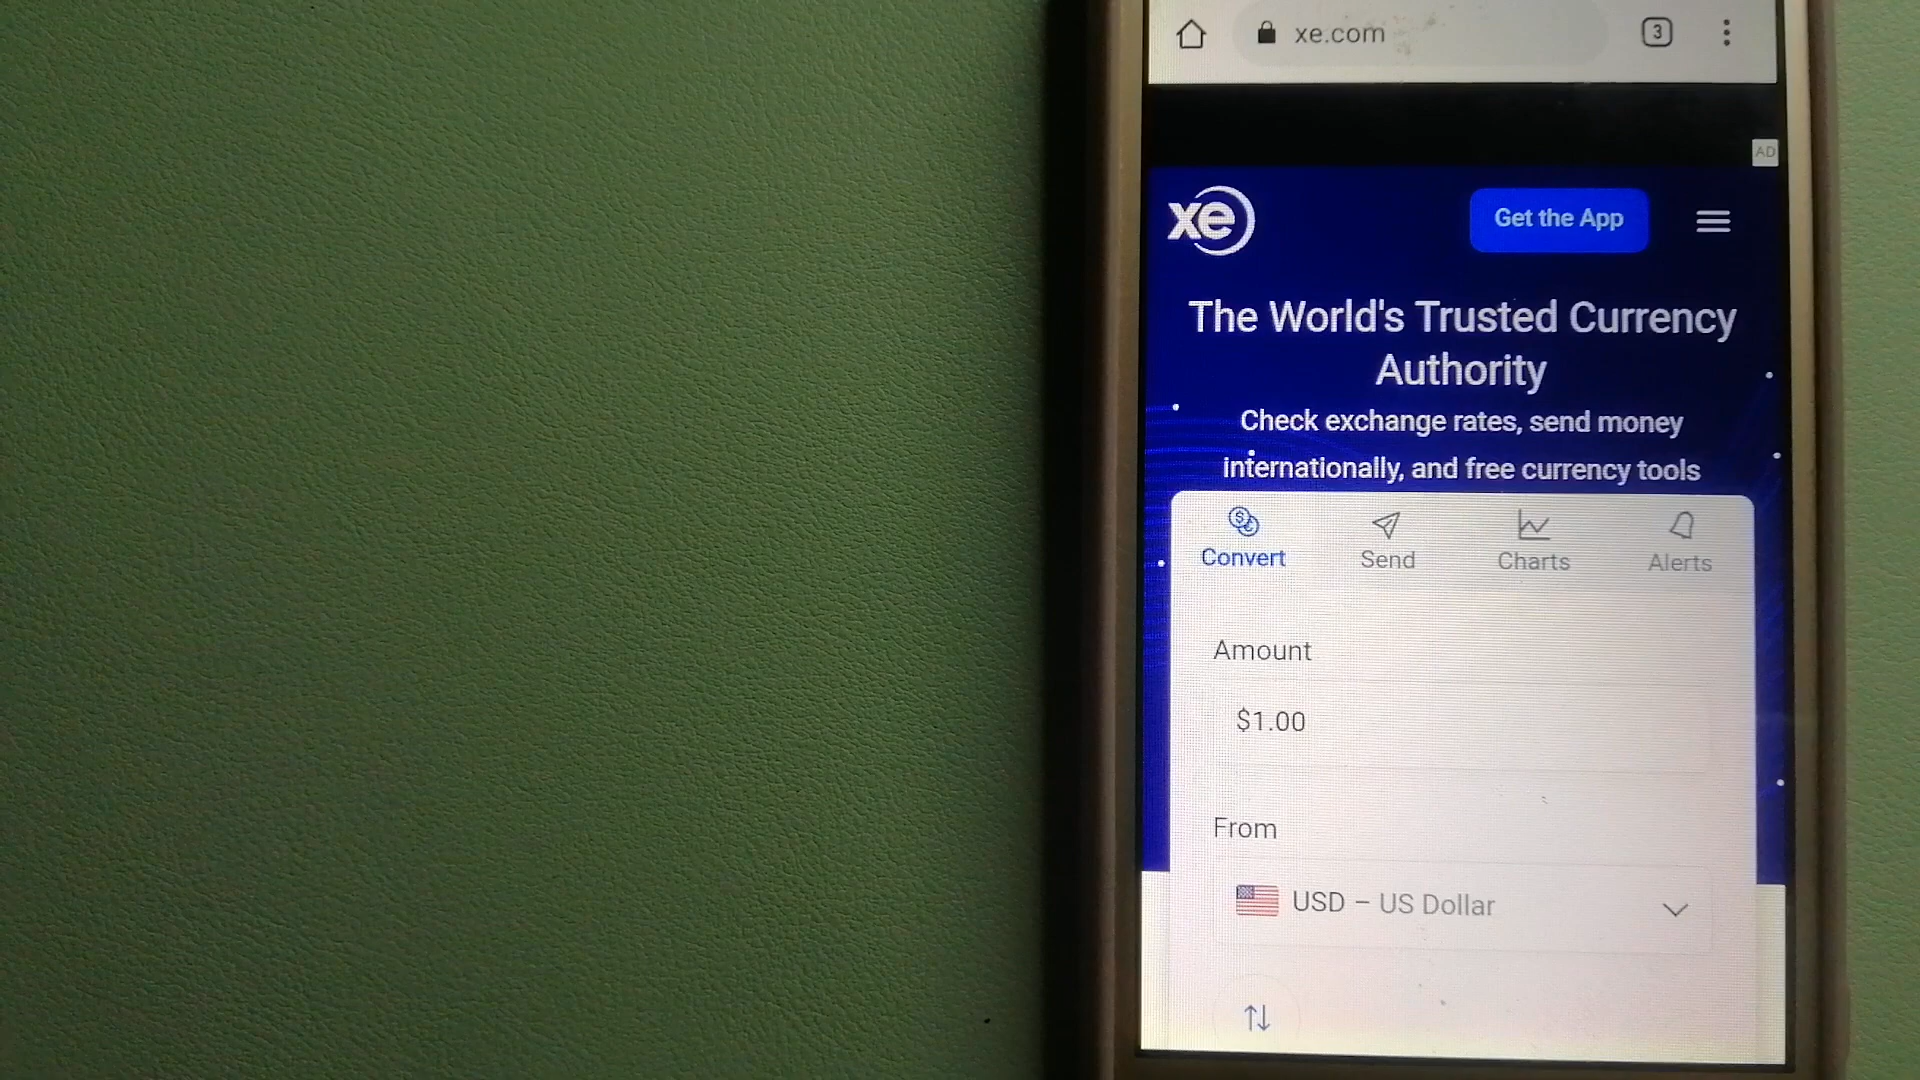 xe.com 3
AD
xe Get the App
The World's Trusted Currency
Authority
Check exchange rates, send money
internationally, and free currency tools
Convert Send Charts Alerts
Amount
$1.00
From
USD – US Dollar